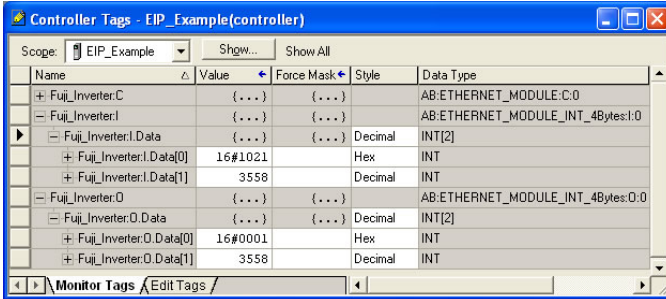 Controller Tags - EIP_Example(controller)
Scope: EIP_Example Show... Show All
Name Value Force Mask Style Data Type
Fuji_Inverter:C {...} {...} AB:ETHERNET_MODULE:C:0
Fuji_Inverter:I {...} {...} AB:ETHERNET_MODULE_INT_4Bytes:I:0
Fuji_Inverter:I.Data {...} {...} Decimal INT[2]
Fuji_Inverter:I.Data[0] 16#1021 Hex INT
Fuji_Inverter:I.Data[1] 3558 Decimal INT
Fuji_Inverter:O {...} {...} AB:ETHERNET_MODULE_INT_4Bytes:O:0
Fuji_Inverter:O.Data {...} {...} Decimal INT[2]
Fuji_Inverter:O.Data[0] 16#0001 Hex INT
Fuji_Inverter:O.Data[1] 3558 Decimal INT
Monitor Tags Edit Tags